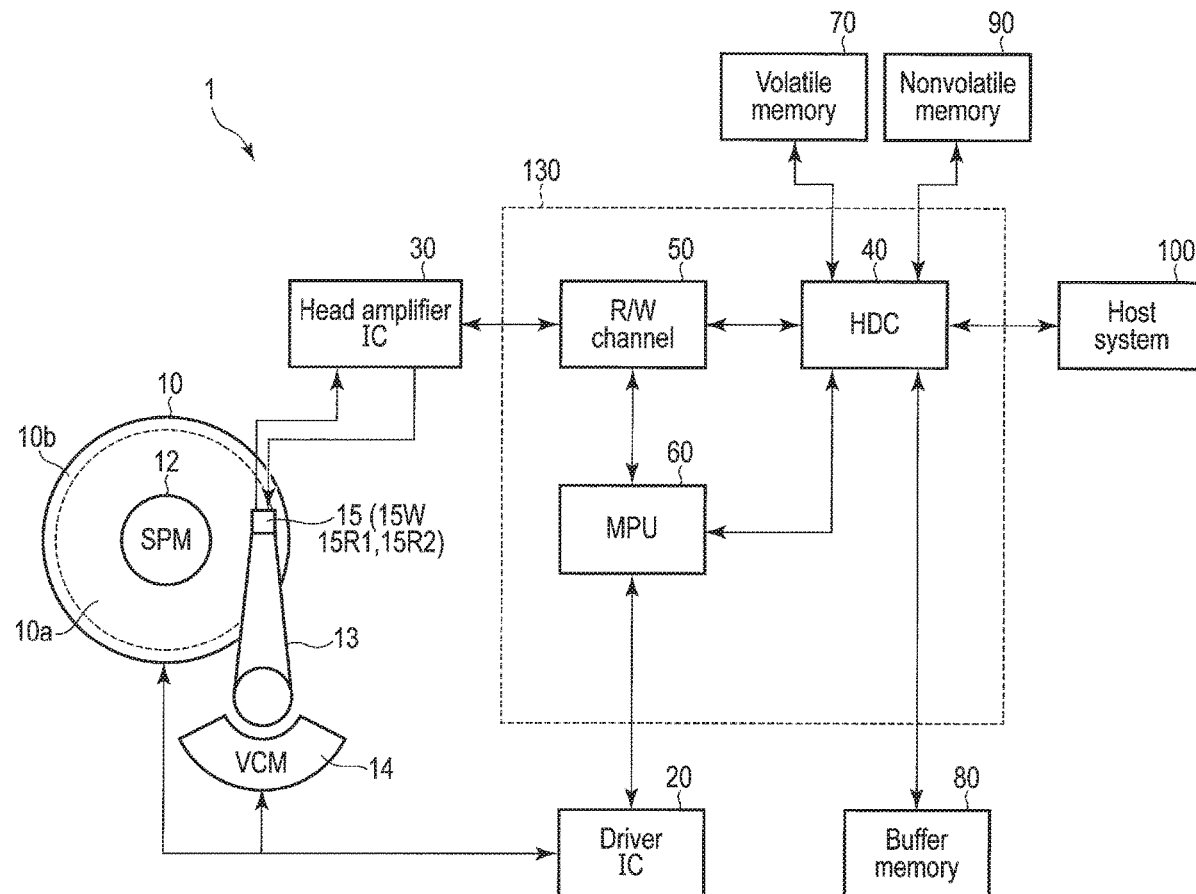 70
90
Volatile
memory
Nonvolatile
memory
1
130
30
50
40
100
Head amplifier
IC
R/W
channel
HDC
Host
system
10
10b
12
60
SPM
15 (15W
15R1,15R2)
MPU
10a
13
VCM
14
20
80
Driver
IC
Buffer
memory